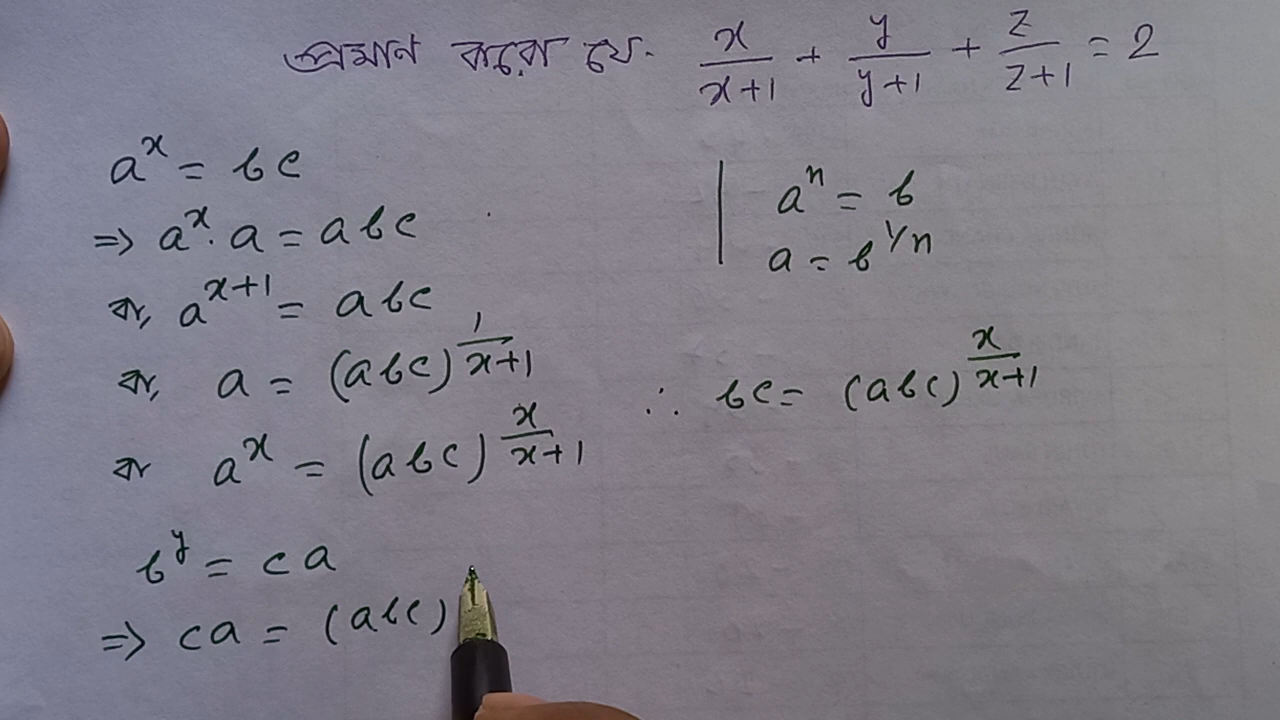 প্রমাণ করো যে. x/(x+1) + y/(y+1) + z/(z+1) = 2
a^x = bc
=> a^x . a = abc
বা, a^(x+1) = abc
বা, a = (abc)^(1/(x+1))
বা a^x = (abc)^(x/(x+1))
a^n = b
a = b^(1/n)
∴ bc = (abc)^(x/(x+1))
b^y = ca
=> ca = (abc)